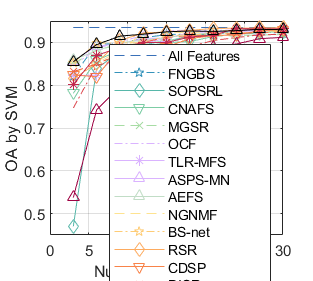 0.9
0.8
0.7
0.6
0.5
OA by SVM
0
5
30
Nu
All Features
FNGBS
SOPSRL
CNAFS
MGSR
OCF
TLR-MFS
ASPS-MN
AEFS
NGNMF
BS-net
RSR
CDSP